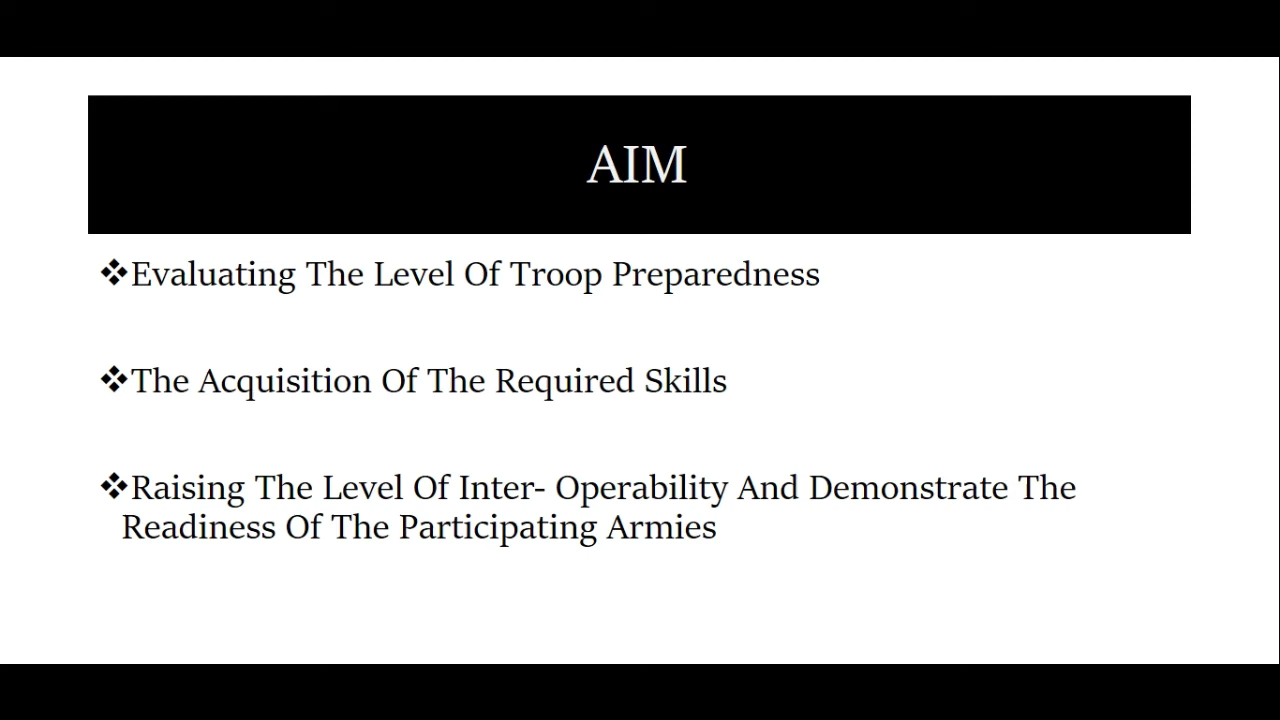 AIM
❖Evaluating The Level Of Troop Preparedness
❖The Acquisition Of The Required Skills
❖Raising The Level Of Inter- Operability And Demonstrate The
Readiness Of The Participating Armies